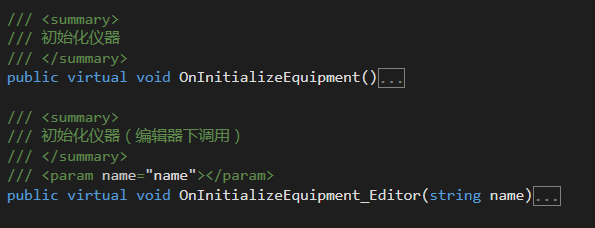 /// <summary>
/// 初始化仪器
/// </summary>
public virtual void OnInitializeEquipment()...
/// <summary>
/// 初始化仪器(编辑器下调用)
/// </summary>
/// <param name="name"></param>
public virtual void OnInitializeEquipment_Editor(string name)...